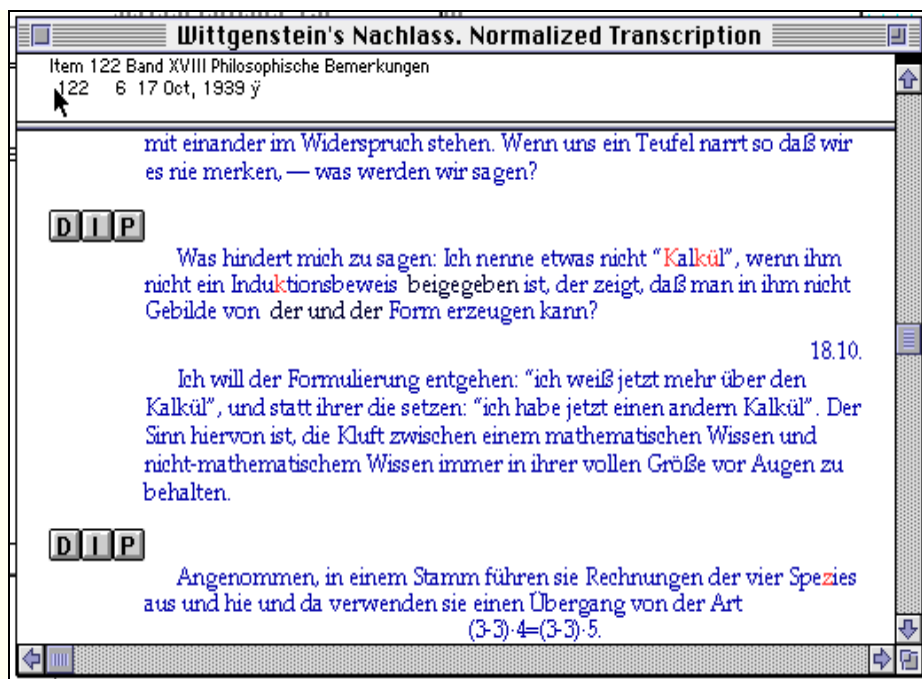 Wittgenstein's Nachlass. Normalized Transcription
Item 122 Band XVIII Philosophische Bemerkungen
122 6 17 Oct, 1939 ÿ
mit einander im Widerspruch stehen. Wenn uns ein Teufel narrt so daß wir
es nie merken, — was werden wir sagen?
D I P
Was hindert mich zu sagen: Ich nenne etwas nicht “Kalkül”, wenn ihm
nicht ein Induktionsbeweis beigegeben ist, der zeigt, daß man in ihm nicht
Gebilde von der und der Form erzeugen kann?
18.10.
Ich will der Formulierung entgehen: “ich weiß jetzt mehr über den
Kalkül”, und statt ihrer die setzen: “ich habe jetzt einen andern Kalkül”. Der
Sinn hiervon ist, die Kluft zwischen einem mathematischen Wissen und
nicht-mathematischem Wissen immer in ihrer vollen Größe vor Augen zu
behalten.
D I P
Angenommen, in einem Stamm führen sie Rechnungen der vier Spezies
aus und hie und da verwenden sie einen Übergang von der Art
(3-3)·4=(3-3)·5.